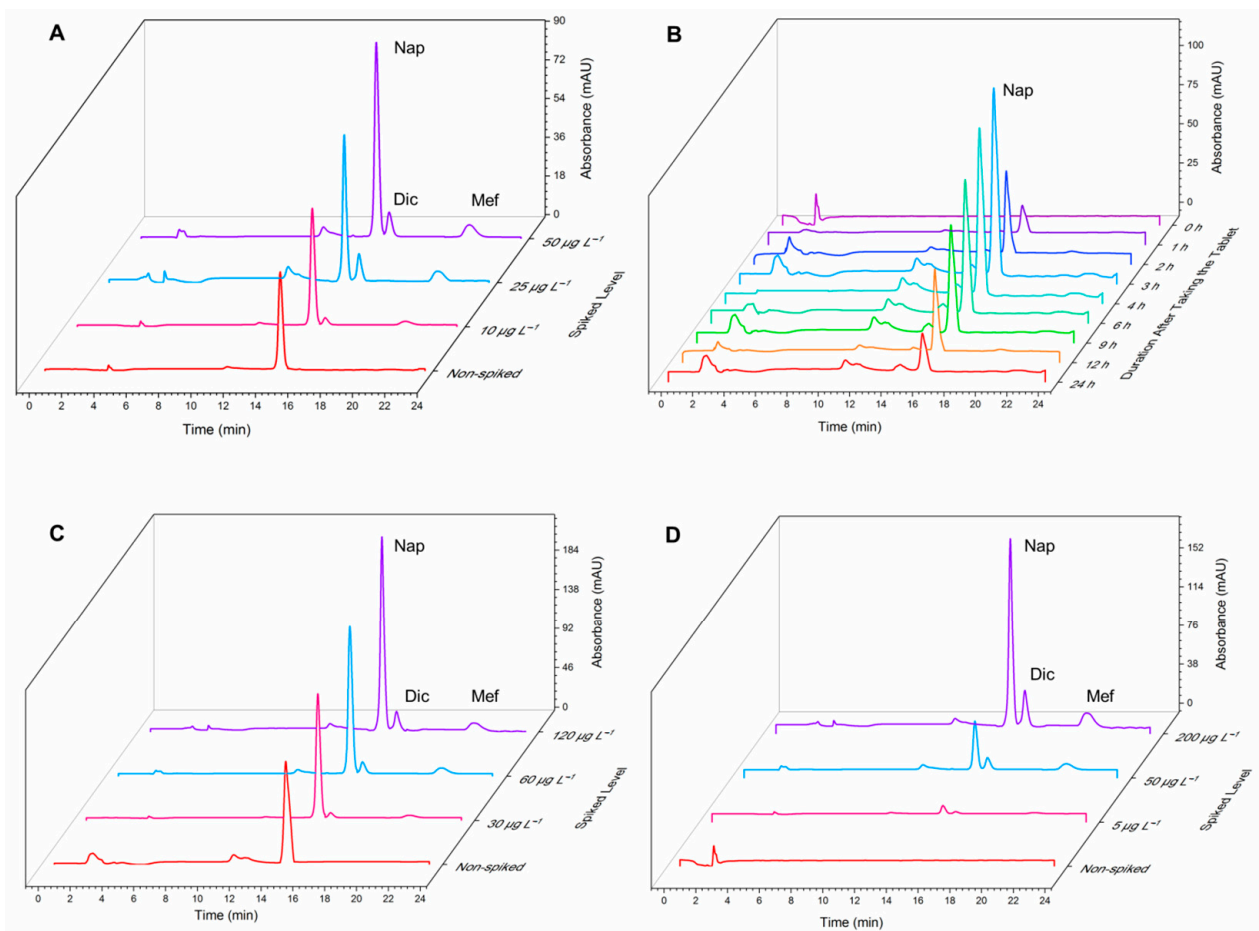 A
Nap
Dic
Mef
90
72
54
36
18
0
Absorbance (mAU)
50 µg L⁻¹
25 µg L⁻¹
10 µg L⁻¹
Non-spiked
Spiked Level
0 2 4 6 8 10 12 14 16 18 20 22 24
Time (min)
B
Nap
100
75
50
25
0
Absorbance (mAU)
0 h
1 h
2 h
3 h
4 h
6 h
9 h
12 h
24 h
Duration After Taking the Tablet
0 2 4 6 8 10 12 14 16 18 20 22 24
Time (min)
C
Nap
Dic
Mef
184
138
92
46
0
Absorbance (mAU)
120 µg L⁻¹
60 µg L⁻¹
30 µg L⁻¹
Non-spiked
Spiked Level
0 2 4 6 8 10 12 14 16 18 20 22 24
Time (min)
D
Nap
Dic
Mef
152
114
76
38
0
Absorbance (mAU)
200 µg L⁻¹
50 µg L⁻¹
5 µg L⁻¹
Non-spiked
Spiked Level
0 2 4 6 8 10 12 14 16 18 20 22 24
Time (min)